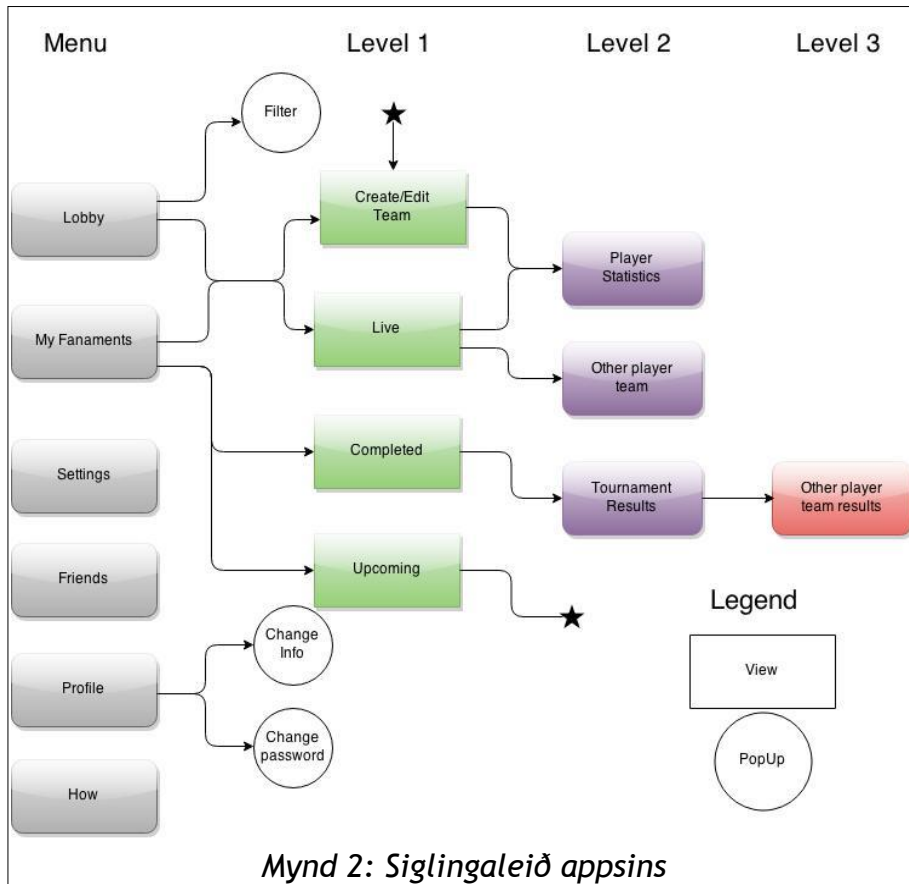 Menu
Level 1
Level 2
Level 3
Filter
Lobby
Create/Edit
Team
Player
Statistics
My Fanaments
Live
Other player
team
Settings
Completed
Tournament
Results
Other player
team results
Friends
Upcoming
Legend
Change
Info
View
Profile
Change
password
PopUp
How
Mynd 2: Siglingaleið appsins